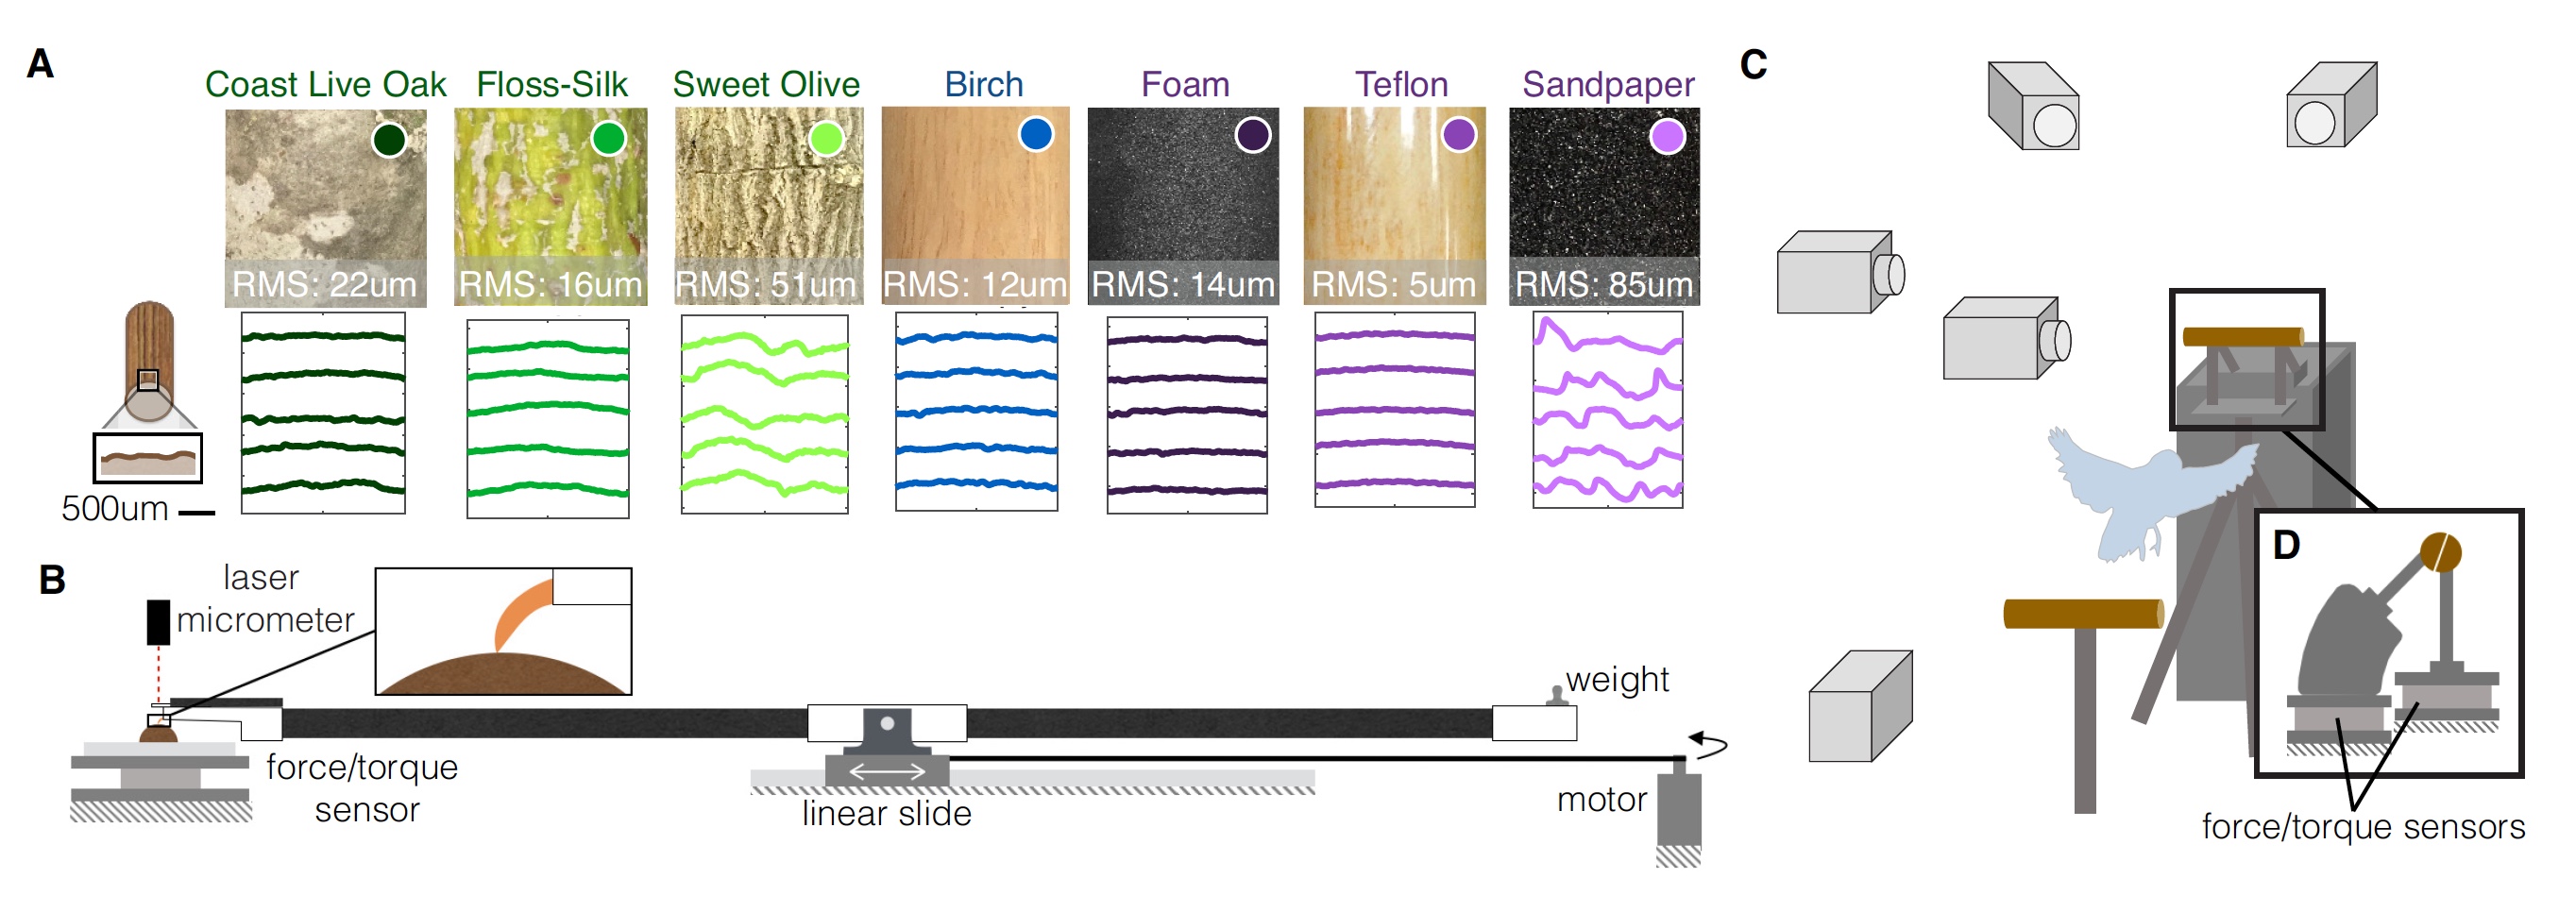 A
Coast Live Oak
Floss-Silk
Sweet Olive
Birch
Foam
Teflon
Sandpaper
RMS: 22um
RMS: 16um
RMS: 51um
RMS: 12um
RMS: 14um
RMS: 5um
RMS: 85um
500um
B
laser
micrometer
force/torque
sensor
linear slide
weight
motor
C
D
force/torque sensors